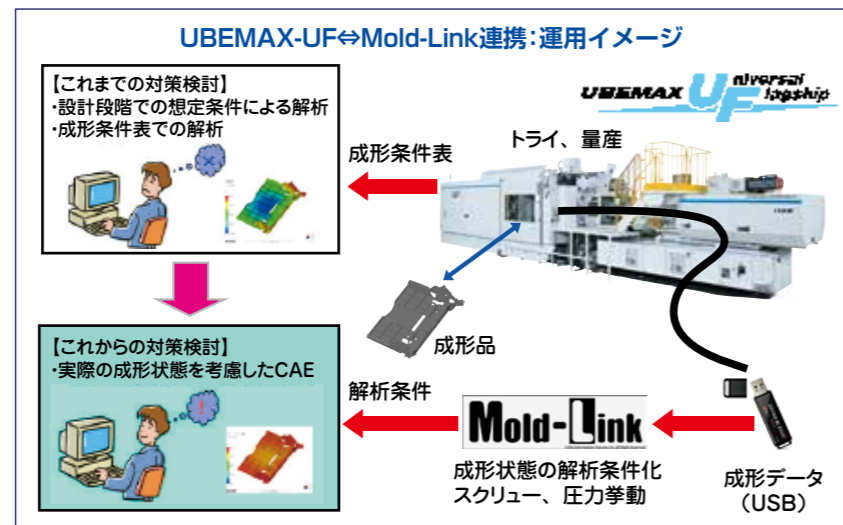 UBEMAX-UF⇔Mold-Link連携：運用イメージ
【これまでの対策検討】
・設計段階での想定条件による解析
・成形条件表での解析
UBEMAX UF niversal
lagship
トライ、量産
成形条件表
成形品
【これからの対策検討】
・実際の成形状態を考慮したCAE
解析条件
Mold-Link
成形状態の解析条件化
スクリュー、圧力挙動
成形データ
（USB）